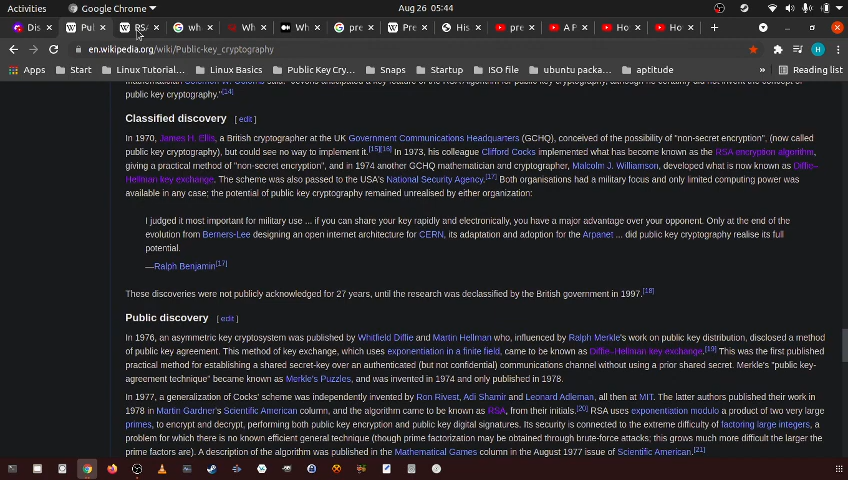 Activities
Google Chrome
Aug 26 05:44
Dis
Pul
RSA
wh
Wh
Wh
pre
Pre
His
pre
A P
Ho
Ho
en.wikipedia.org/wiki/Public-key_cryptography
H
Apps
Start
Linux Tutorial…
Linux Basics
Public Key Cry…
Snaps
Startup
ISO file
ubuntu packa…
aptitude
»
Reading list
public key cryptography."[14]
Classified discovery [ edit ]
In 1970, James H. Ellis, a British cryptographer at the UK Government Communications Headquarters (GCHQ), conceived of the possibility of "non-secret encryption", (now called
public key cryptography), but could see no way to implement it.[15][16] In 1973, his colleague Clifford Cocks implemented what has become known as the RSA encryption algorithm,
giving a practical method of "non-secret encryption", and in 1974 another GCHQ mathematician and cryptographer, Malcolm J. Williamson, developed what is now known as Diffie–
Hellman key exchange. The scheme was also passed to the USA's National Security Agency.[17] Both organisations had a military focus and only limited computing power was
available in any case; the potential of public key cryptography remained unrealised by either organization:
I judged it most important for military use ... if you can share your key rapidly and electronically, you have a major advantage over your opponent. Only at the end of the
evolution from Berners-Lee designing an open internet architecture for CERN, its adaptation and adoption for the Arpanet ... did public key cryptography realise its full
potential.
—Ralph Benjamin[17]
These discoveries were not publicly acknowledged for 27 years, until the research was declassified by the British government in 1997.[18]
Public discovery [ edit ]
In 1976, an asymmetric key cryptosystem was published by Whitfield Diffie and Martin Hellman who, influenced by Ralph Merkle's work on public key distribution, disclosed a method
of public key agreement. This method of key exchange, which uses exponentiation in a finite field, came to be known as Diffie–Hellman key exchange.[19] This was the first published
practical method for establishing a shared secret-key over an authenticated (but not confidential) communications channel without using a prior shared secret. Merkle's "public key-
agreement technique" became known as Merkle's Puzzles, and was invented in 1974 and only published in 1978.
In 1977, a generalization of Cocks' scheme was independently invented by Ron Rivest, Adi Shamir and Leonard Adleman, all then at MIT. The latter authors published their work in
1978 in Martin Gardner's Scientific American column, and the algorithm came to be known as RSA, from their initials.[20] RSA uses exponentiation modulo a product of two very large
primes, to encrypt and decrypt, performing both public key encryption and public key digital signatures. Its security is connected to the extreme difficulty of factoring large integers, a
problem for which there is no known efficient general technique (though prime factorization may be obtained through brute-force attacks; this grows much more difficult the larger the
prime factors are). A description of the algorithm was published in the Mathematical Games column in the August 1977 issue of Scientific American.[21]